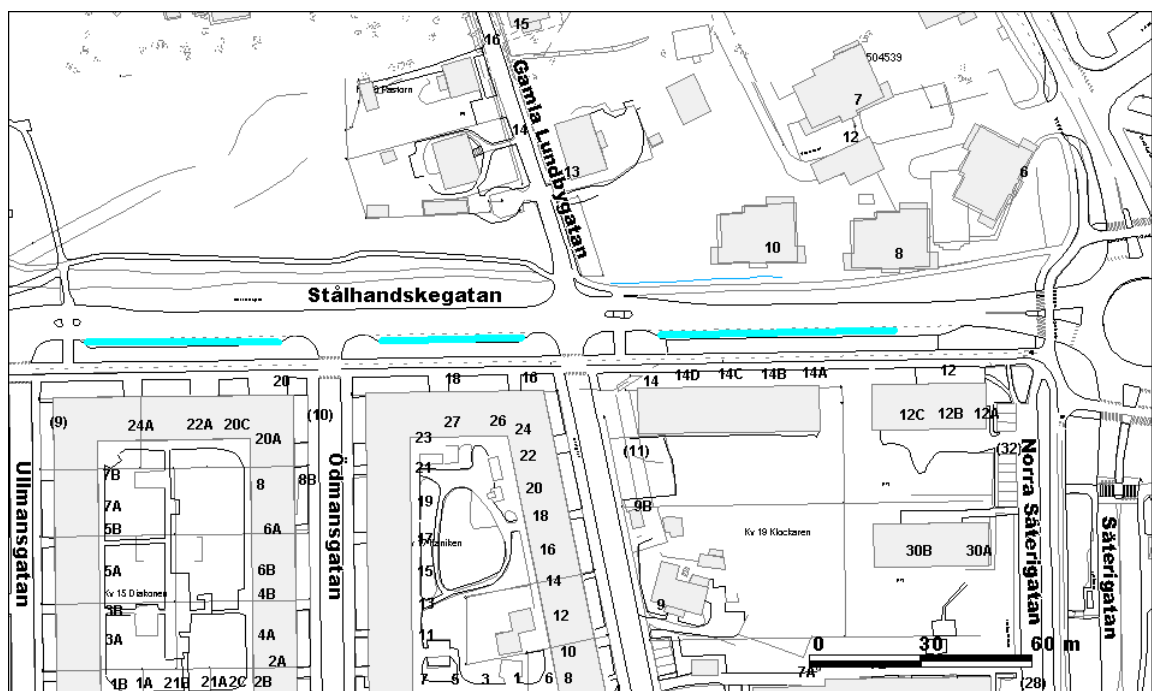 15
16
Gamla Lundbygatan
504539
Pastorn
7
14
12
13
6
10
8
Stålhandskegatan
20
18
16
14
14D
14C
14B
14A
12
(9)
24A
22A
20C
20A
(10)
27
26
24
23
12C
12B
12A
22
(11)
(32)
21
Ullmansgatan
7B
8
8B
Ödmansgatan
20
Norra Säterigatan
Säterigatan
7A
19
9B
18
5B
6A
17
Kv 19 Klockaren
16
30B
30A
5A
6B
15
14
Kv 15 Diakonen
4B
3B
13
9
12
3A
4A
11
0 30 60 m
2A
10
1B
1A
21B
21A
2C
2B
7
5
3
1
6
8
7A
(28)